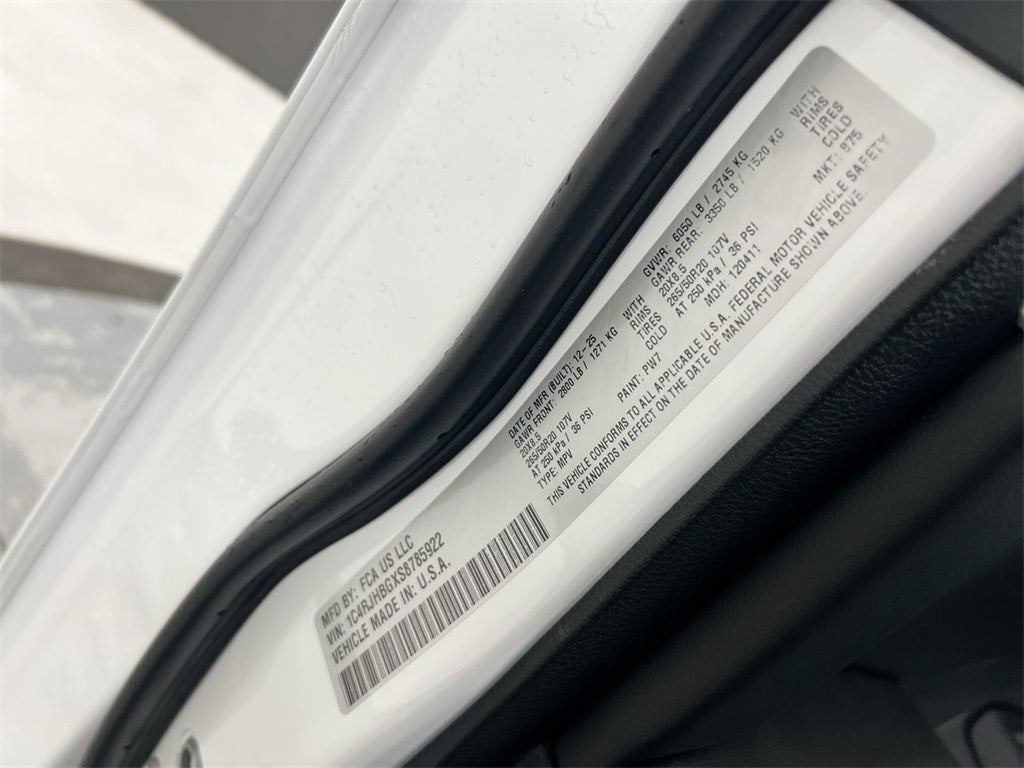 MFD BY: FCA US LLC
VIN: 1C4RJHBGXS8785922
VEHICLE MADE IN: U.S.A.
DATE OF MFR (BUILT): 12-25 GVWR: 6050 LB / 2745 KG
GAWR FRONT: 2800 LB / 1271 KG WITH GAWR REAR: 3350 LB / 1520 KG WITH
20X8.5 RIMS 20X8.5 RIMS
265/50R20 107V TIRES 265/50R20 107V TIRES
AT 250 kPa / 36 PSI COLD AT 250 kPa / 36 PSI COLD
TYPE: MPV PAINT: PW7 MDH: 120411 MKT: 875
THIS VEHICLE CONFORMS TO ALL APPLICABLE U.S.A. FEDERAL MOTOR VEHICLE SAFETY
STANDARDS IN EFFECT ON THE DATE OF MANUFACTURE SHOWN ABOVE.